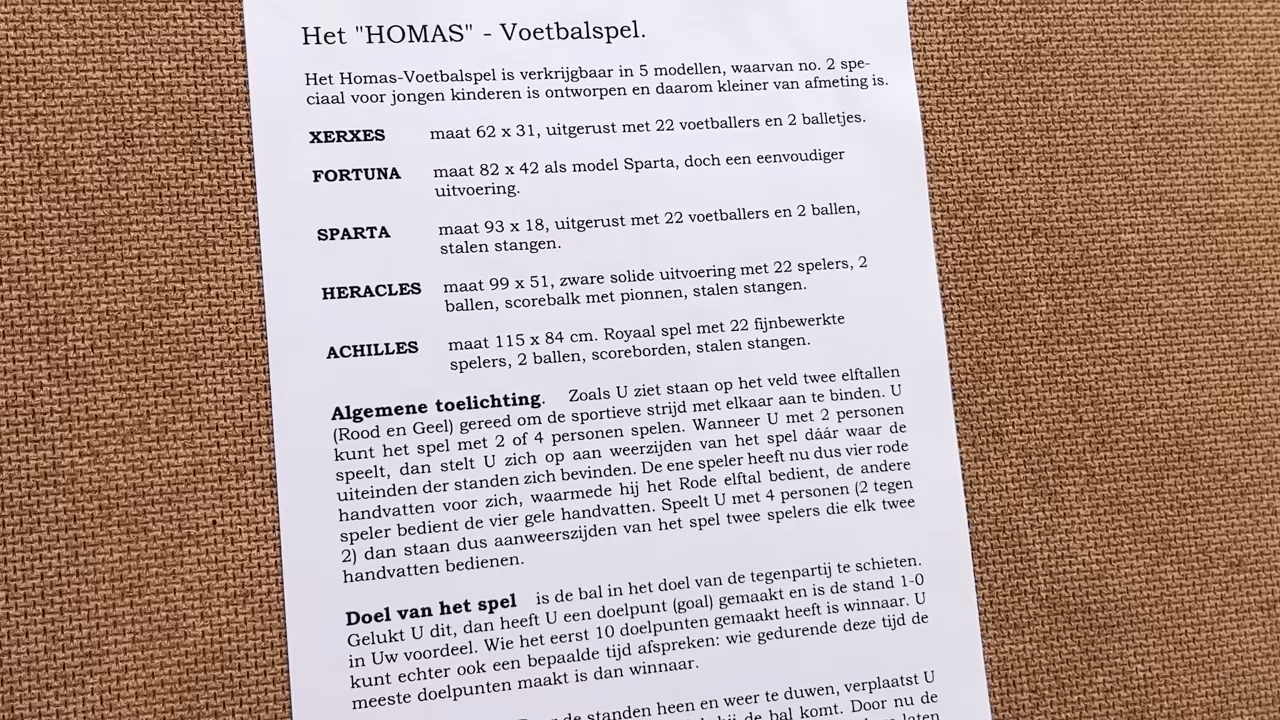 Het "HOMAS" - Voetbalspel.
Het Homas-Voetbalspel is verkrijgbaar in 5 modellen, waarvan no. 2 spe-
ciaal voor jongen kinderen is ontworpen en daarom kleiner van afmeting is.
XERXES maat 62 x 31, uitgerust met 22 voetballers en 2 balletjes.
FORTUNA maat 82 x 42 als model Sparta, doch een eenvoudiger
uitvoering.
SPARTA maat 93 x 18, uitgerust met 22 voetballers en 2 ballen,
stalen stangen.
HERACLES maat 99 x 51, zware solide uitvoering met 22 spelers, 2
ballen, scorebalk met pionnen, stalen stangen.
ACHILLES maat 115 x 84 cm. Royaal spel met 22 fijnbewerkte
spelers, 2 ballen, scoreborden, stalen stangen.
Algemene toelichting. Zoals U ziet staan op het veld twee elftallen
(Rood en Geel) gereed om de sportieve strijd met elkaar aan te binden. U
kunt het spel met 2 of 4 personen spelen. Wanneer U met 2 personen
speelt, dan stelt U zich op aan weerzijden van het spel dáár waar de
uiteinden der standen zich bevinden. De ene speler heeft nu dus vier rode
handvatten voor zich, waarmede hij het Rode elftal bedient, de andere
speler bedient de vier gele handvatten. Speelt U met 4 personen (2 tegen
2) dan staan dus aanweerszijden van het spel twee spelers die elk twee
handvatten bedienen.
Doel van het spel is de bal in het doel van de tegenpartij te schieten.
Gelukt U dit, dan heeft U een doelpunt (goal) gemaakt en is de stand 1-0
in Uw voordeel. Wie het eerst 10 doelpunten gemaakt heeft is winnaar. U
kunt echter ook een bepaalde tijd afspreken: wie gedurende deze tijd de
meeste doelpunten maakt is dan winnaar.
de standen heen en weer te duwen, verplaatst U
de bal komt. Door nu de
laten